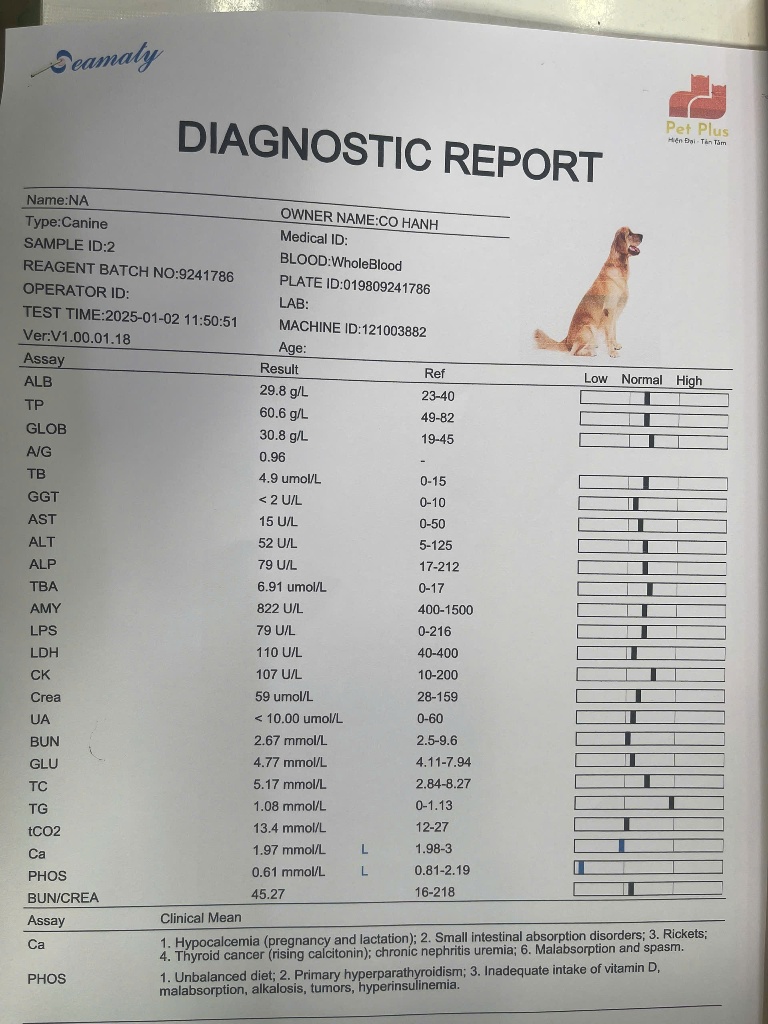 Seamaty
Pet Plus
Hiện Đại - Tận Tâm
DIAGNOSTIC REPORT
Name:NA
OWNER NAME:CO HANH
Type:Canine
Medical ID:
SAMPLE ID:2
BLOOD:WholeBlood
REAGENT BATCH NO:9241786
PLATE ID:019809241786
OPERATOR ID:
LAB:
TEST TIME:2025-01-02 11:50:51
MACHINE ID:121003882
Ver:V1.00.01.18
Age:
Assay Result Ref Low Normal High
ALB 29.8 g/L 23-40
TP 60.6 g/L 49-82
GLOB 30.8 g/L 19-45
A/G 0.96 -
TB 4.9 umol/L 0-15
GGT < 2 U/L 0-10
AST 15 U/L 0-50
ALT 52 U/L 5-125
ALP 79 U/L 17-212
TBA 6.91 umol/L 0-17
AMY 822 U/L 400-1500
LPS 79 U/L 0-216
LDH 110 U/L 40-400
CK 107 U/L 10-200
Crea 59 umol/L 28-159
UA < 10.00 umol/L 0-60
BUN 2.67 mmol/L 2.5-9.6
GLU 4.77 mmol/L 4.11-7.94
TC 5.17 mmol/L 2.84-8.27
TG 1.08 mmol/L 0-1.13
tCO2 13.4 mmol/L 12-27
Ca 1.97 mmol/L L 1.98-3
PHOS 0.61 mmol/L L 0.81-2.19
BUN/CREA 45.27 16-218
Assay Clinical Mean
Ca 1. Hypocalcemia (pregnancy and lactation); 2. Small intestinal absorption disorders; 3. Rickets;
4. Thyroid cancer (rising calcitonin); chronic nephritis uremia; 6. Malabsorption and spasm.
PHOS 1. Unbalanced diet; 2. Primary hyperparathyroidism; 3. Inadequate intake of vitamin D,
malabsorption, alkalosis, tumors, hyperinsulinemia.